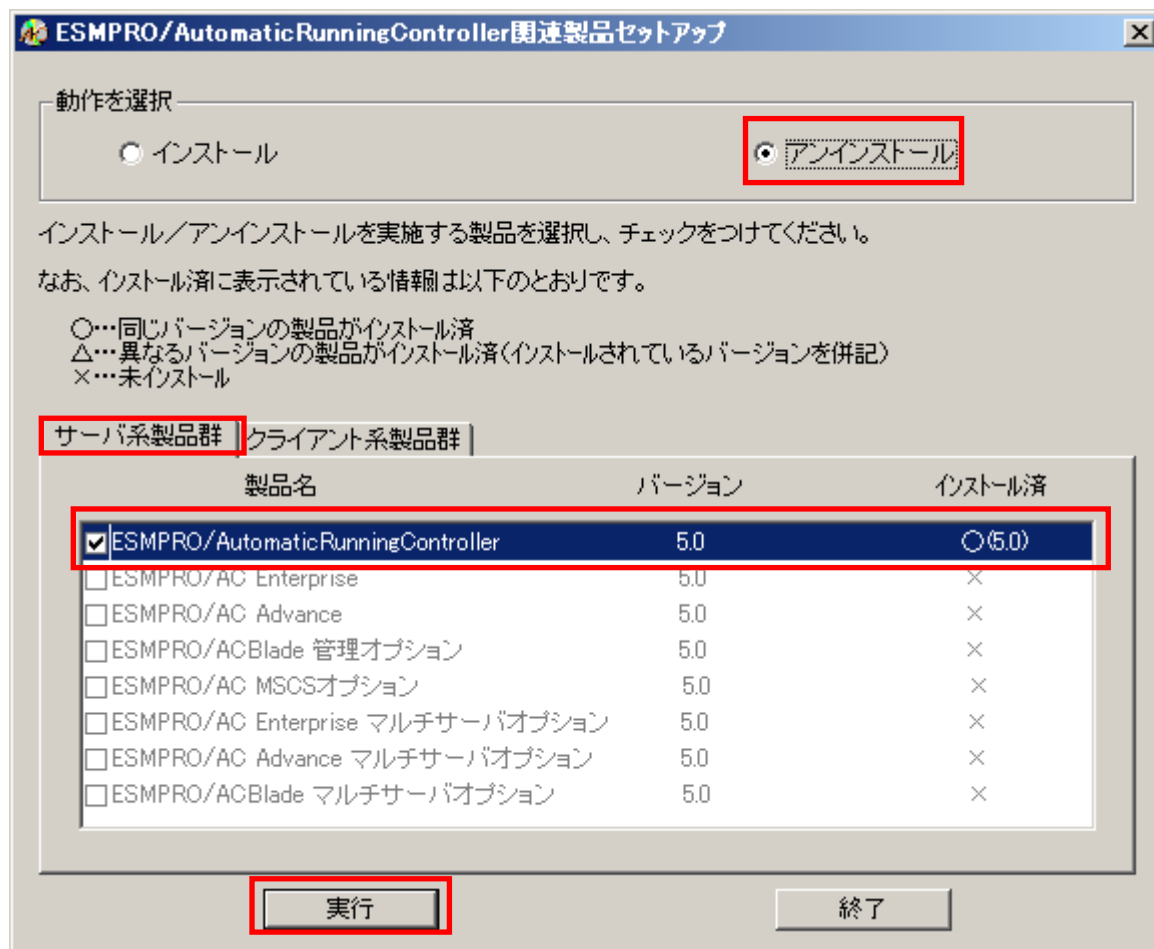 ESMPRO/AutomaticRunningController関連製品セットアップ
動作を選択
インストール
アンインストール
インストール／アンインストールを実施する製品を選択し、チェックをつけてください。
なお、インストール済に表示されている情報は以下のとおりです。
○…同じバージョンの製品がインストール済
△…異なるバージョンの製品がインストール済(インストールされているバージョンを併記)
×…未インストール
サーバ系製品群 クライアント系製品群
製品名 バージョン インストール済
ESMPRO/AutomaticRunningController 5.0 ○(5.0)
ESMPRO/AC Enterprise 5.0 ×
ESMPRO/AC Advance 5.0 ×
ESMPRO/ACBlade 管理オプション 5.0 ×
ESMPRO/AC MSCSオプション 5.0 ×
ESMPRO/AC Enterprise マルチサーバオプション 5.0 ×
ESMPRO/AC Advance マルチサーバオプション 5.0 ×
ESMPRO/ACBlade マルチサーバオプション 5.0 ×
実行 終了